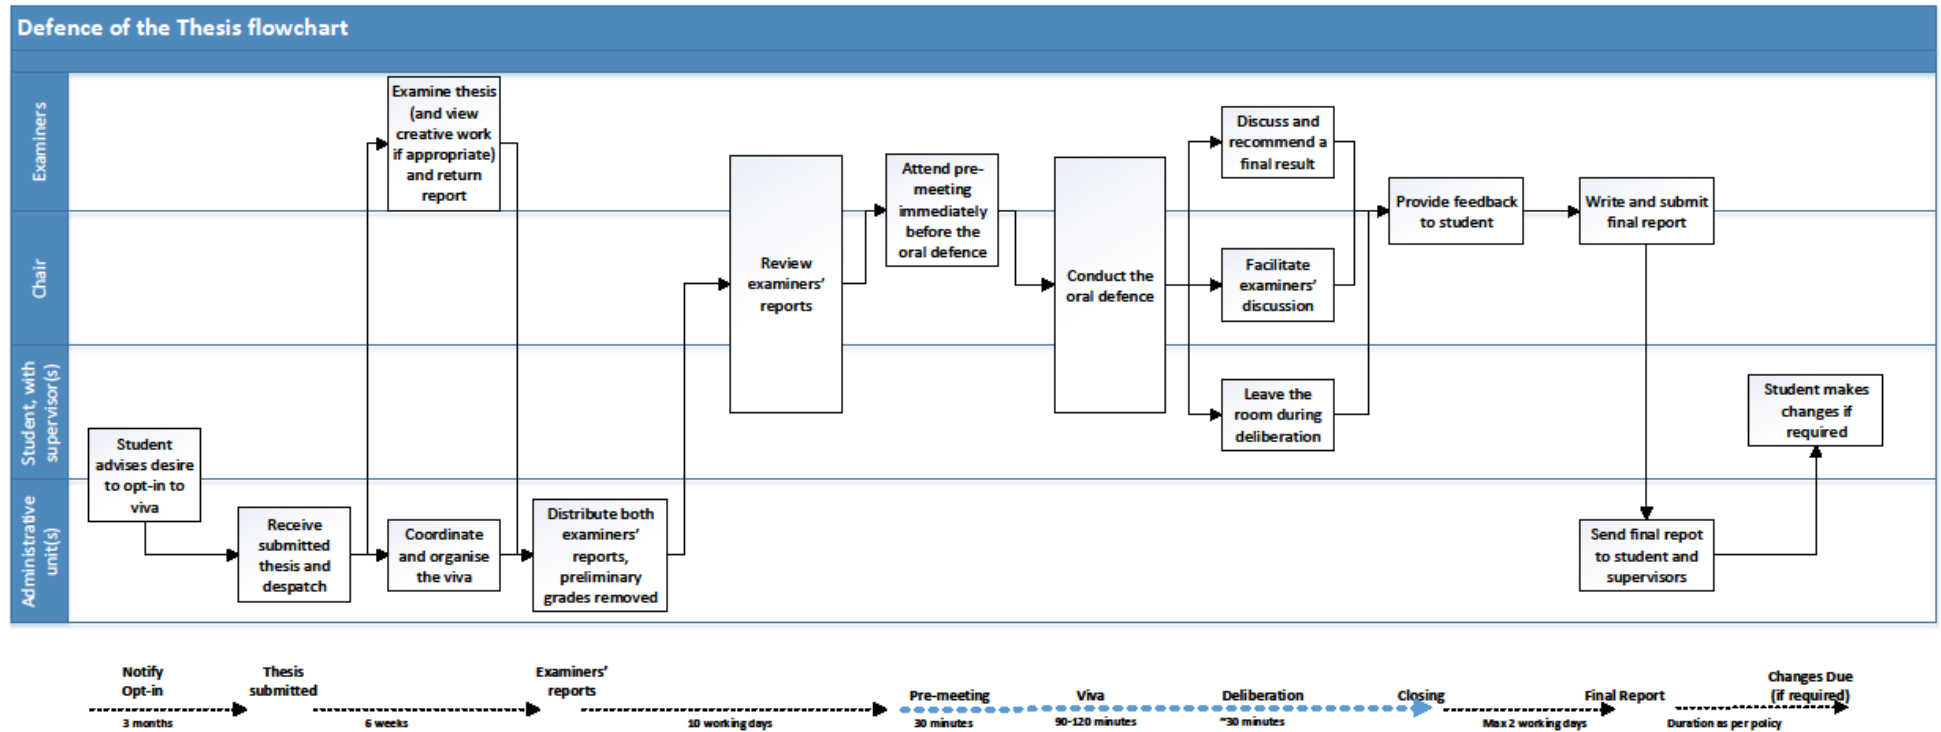 Defence of the Thesis flowchart
Examiners
Chair
Student, with
supervisor(s)
Administrative
unit(s)
Student
advises desire
to opt-in to
viva
Receive
submitted
thesis and
despatch
Examine thesis
(and view
creative work
if appropriate)
and return
report
Coordinate
and organise
the viva
Distribute both
examiners’
reports,
preliminary
grades removed
Review
examiners’
reports
Attend pre-
meeting
immediately
before the
oral defence
Conduct the
oral defence
Discuss and
recommend a
final result
Facilitate
examiners’
discussion
Leave the
room during
deliberation
Provide feedback
to student
Write and submit
final report
Send final repot
to student and
supervisors
Student makes
changes if
required
Notify
Opt-in
3 months
Thesis
submitted
6 weeks
Examiners’
reports
10 working days
Pre-meeting
30 minutes
Viva
90-120 minutes
Deliberation
~30 minutes
Closing
Max 2 working days
Final Report
Duration as per policy
Changes Due
(if required)